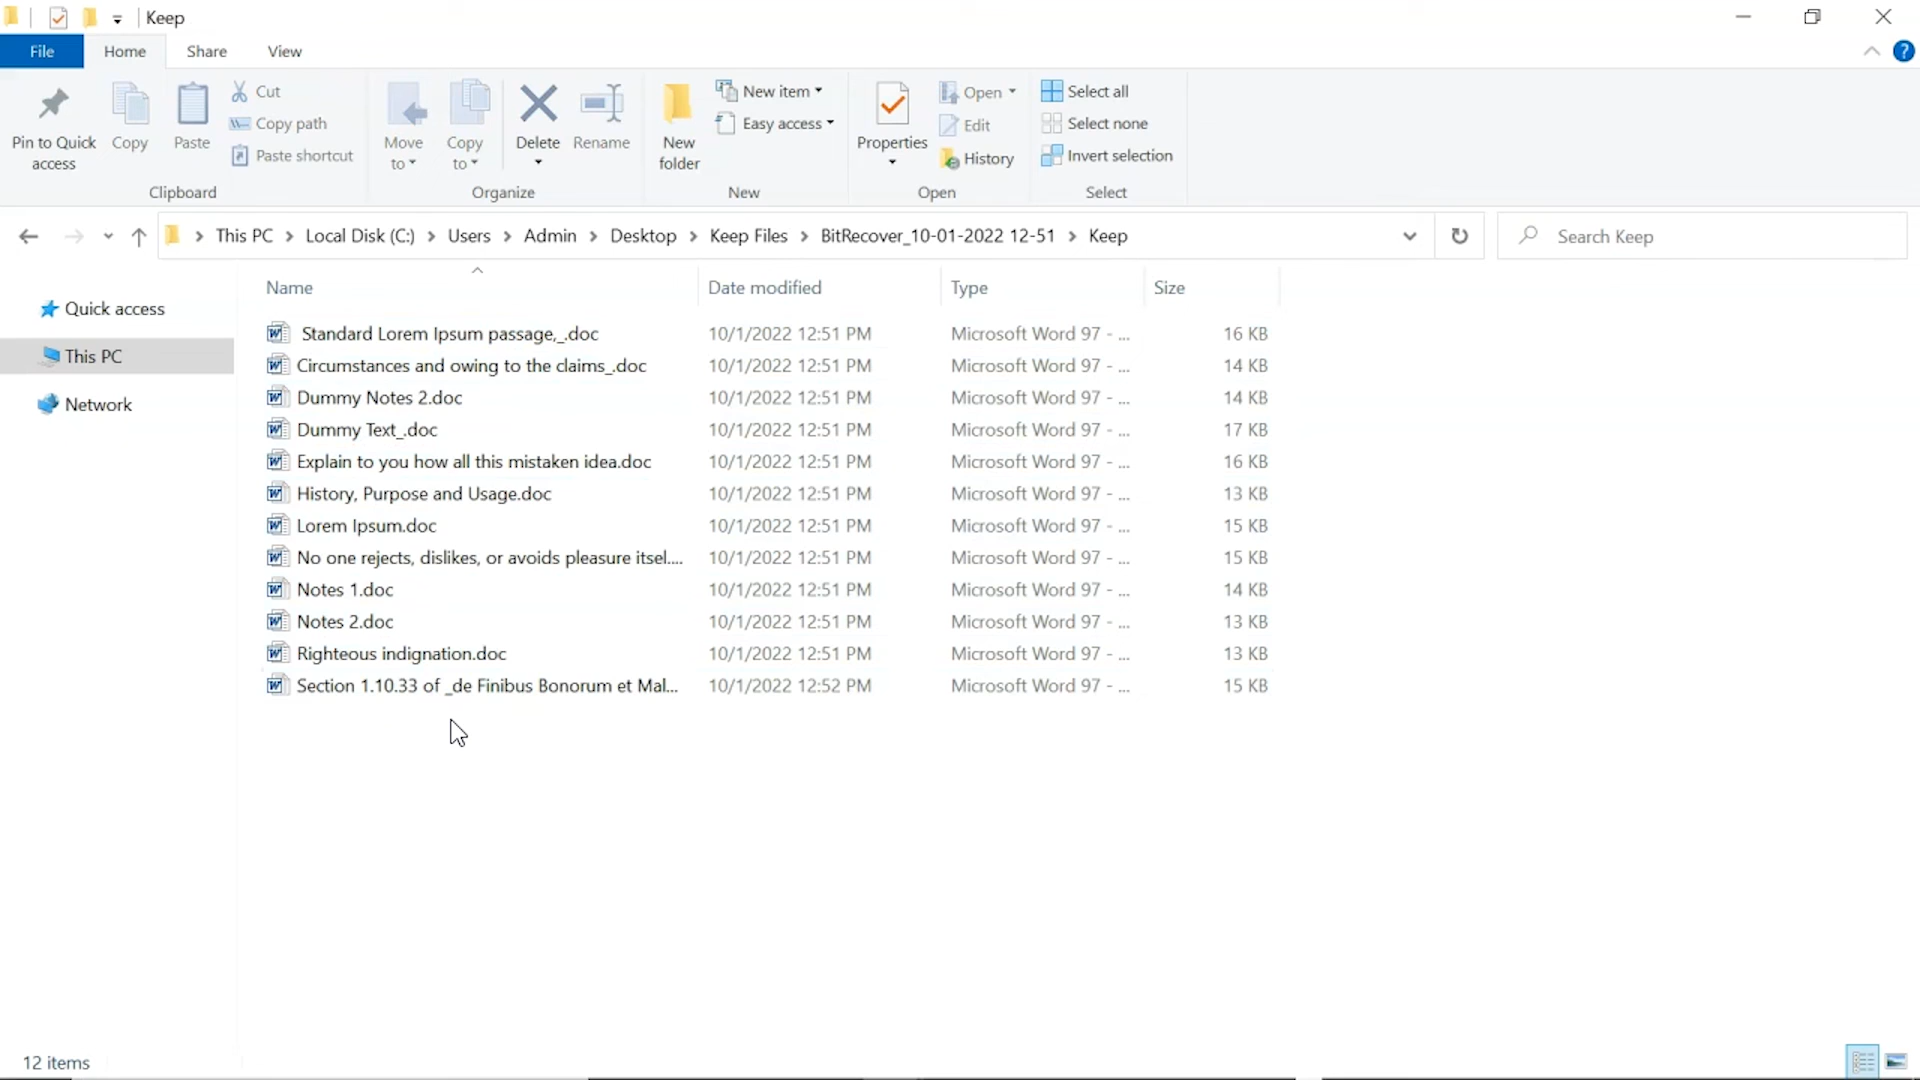 Keep
File Home Share View
Pin to Quick access
Copy
Paste
Cut
Copy path
Paste shortcut
Clipboard
Move to
Copy to
Delete
Rename
Organize
New folder
New item
Easy access
New
Properties
Open
Edit
History
Open
Select all
Select none
Invert selection
Select
This PC Local Disk (C:) Users Admin Desktop Keep Files BitRecover_10-01-2022 12-51 Keep
Search Keep
Quick access
This PC
Network
Name Date modified Type Size
Standard Lorem Ipsum passage,_.doc 10/1/2022 12:51 PM Microsoft Word 97 - ... 16 KB
Circumstances and owing to the claims_.doc 10/1/2022 12:51 PM Microsoft Word 97 - ... 14 KB
Dummy Notes 2.doc 10/1/2022 12:51 PM Microsoft Word 97 - ... 14 KB
Dummy Text_.doc 10/1/2022 12:51 PM Microsoft Word 97 - ... 17 KB
Explain to you how all this mistaken idea.doc 10/1/2022 12:51 PM Microsoft Word 97 - ... 16 KB
History, Purpose and Usage.doc 10/1/2022 12:51 PM Microsoft Word 97 - ... 13 KB
Lorem Ipsum.doc 10/1/2022 12:51 PM Microsoft Word 97 - ... 15 KB
No one rejects, dislikes, or avoids pleasure itsel.... 10/1/2022 12:51 PM Microsoft Word 97 - ... 15 KB
Notes 1.doc 10/1/2022 12:51 PM Microsoft Word 97 - ... 14 KB
Notes 2.doc 10/1/2022 12:51 PM Microsoft Word 97 - ... 13 KB
Righteous indignation.doc 10/1/2022 12:51 PM Microsoft Word 97 - ... 13 KB
Section 1.10.33 of _de Finibus Bonorum et Mal... 10/1/2022 12:52 PM Microsoft Word 97 - ... 15 KB
12 items